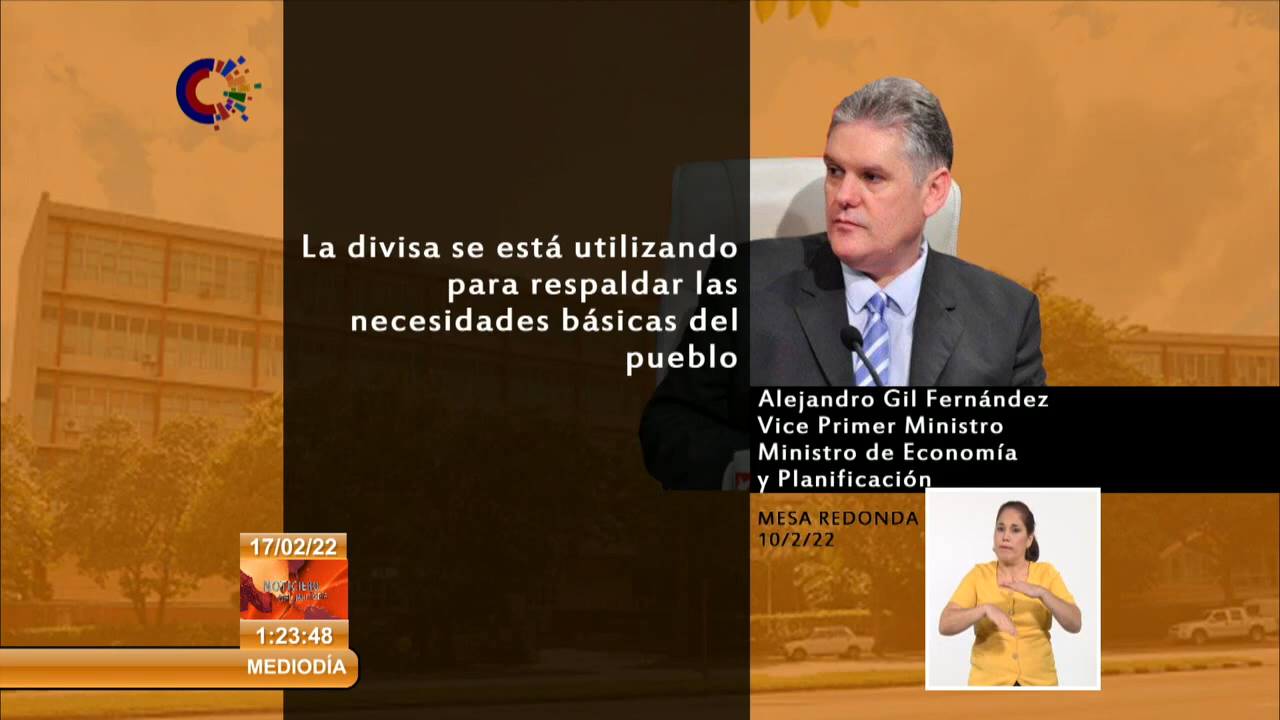 La divisa se está utilizando
para respaldar las
necesidades básicas del
pueblo
Alejandro Gil Fernández
Vice Primer Ministro
Ministro de Economía
y Planificación
MESA REDONDA
10/2/22
17/02/22
NOTICIERO
1:23:48
MEDIODÍA